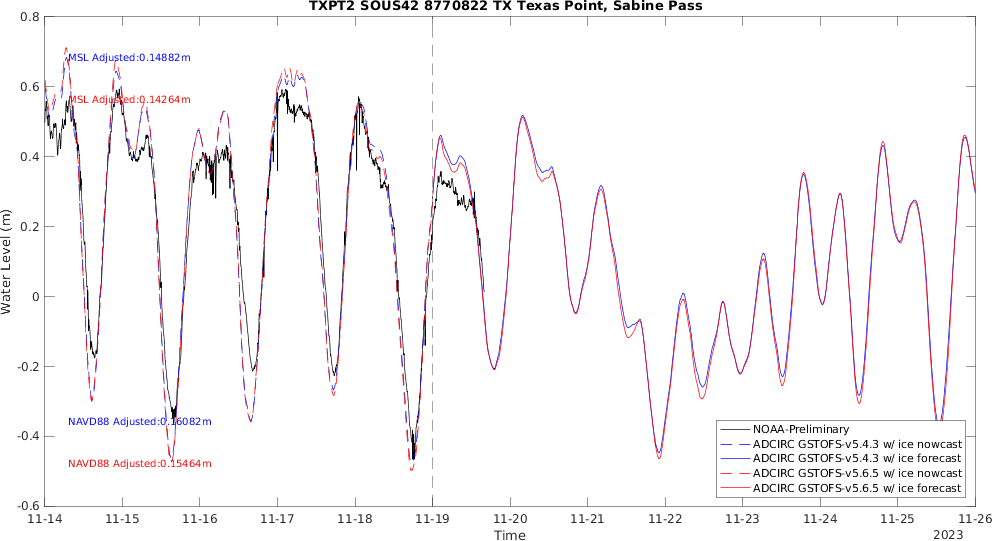 TXPT2 SOUS42 8770822 TX Texas Point, Sabine Pass
Water Level (m)
0.8
0.6
0.4
0.2
0
-0.2
-0.4
-0.6
MSL Adjusted:0.14882m
MSL Adjusted:0.14264m
NAVD88 Adjusted:0.16082m
NAVD88 Adjusted:0.15464m
NOAA-Preliminary
ADCIRC GSTOFS-v5.4.3 w/ ice nowcast
ADCIRC GSTOFS-v5.4.3 w/ ice forecast
ADCIRC GSTOFS-v5.6.5 w/ ice nowcast
ADCIRC GSTOFS-v5.6.5 w/ ice forecast
11-14 11-15 11-16 11-17 11-18 11-19 11-20 11-21 11-22 11-23 11-24 11-25 11-26
Time
2023